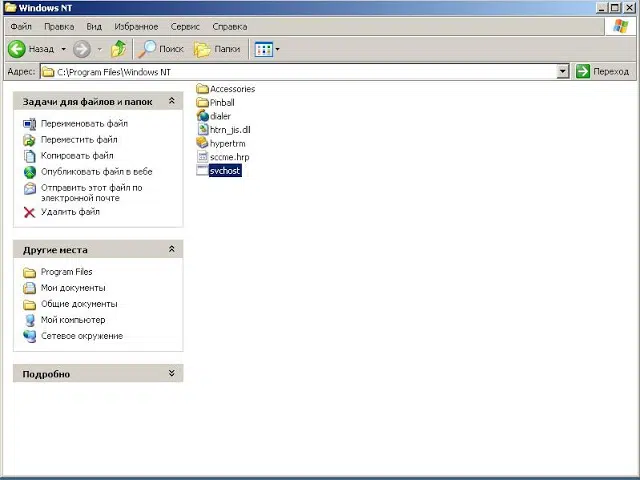 Windows NT
Файл Правка Вид Избранное Сервис Справка
Назад Поиск Папки
Адрес: C:\Program Files\Windows NT Переход
Задачи для файлов и папок
Переименовать файл
Переместить файл
Копировать файл
Опубликовать файл в вебе
Отправить этот файл по
электронной почте
Удалить файл
Другие места
Program Files
Мои документы
Общие документы
Мой компьютер
Сетевое окружение
Подробно
Accessories
Pinball
dialer
htrn_jis.dll
hypertrm
sccme.hrp
svchost